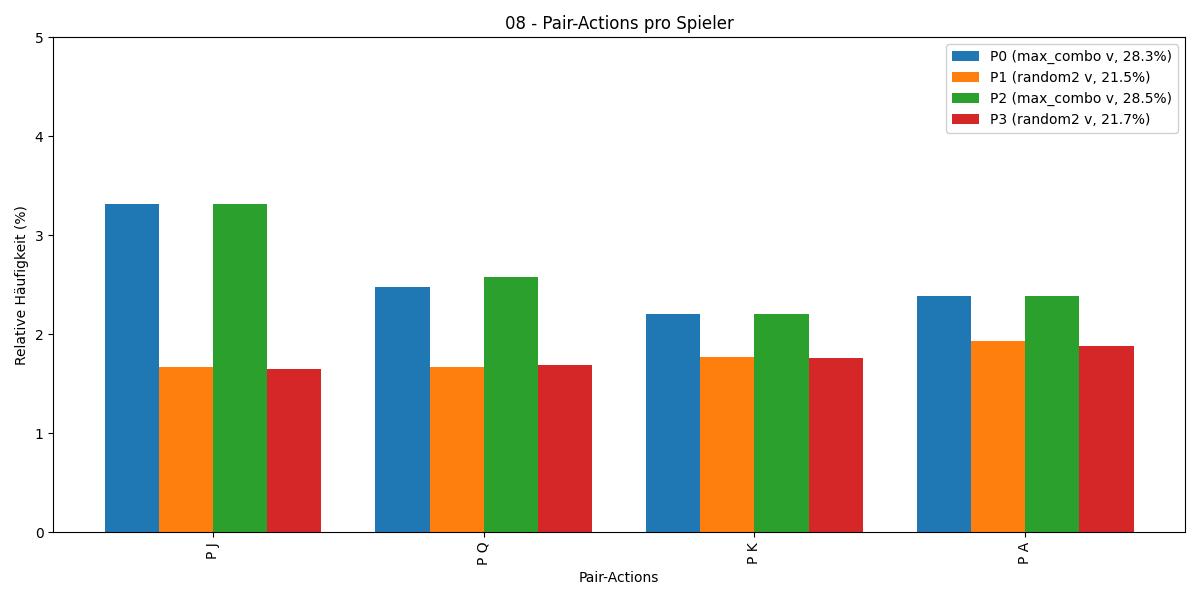 08 - Pair-Actions pro Spieler
P0 (max_combo v, 28.3%)
P1 (random2 v, 21.5%)
P2 (max_combo v, 28.5%)
P3 (random2 v, 21.7%)
Relative Häufigkeit (%)
5
4
3
2
1
0
P J
P Q
P K
P A
Pair-Actions